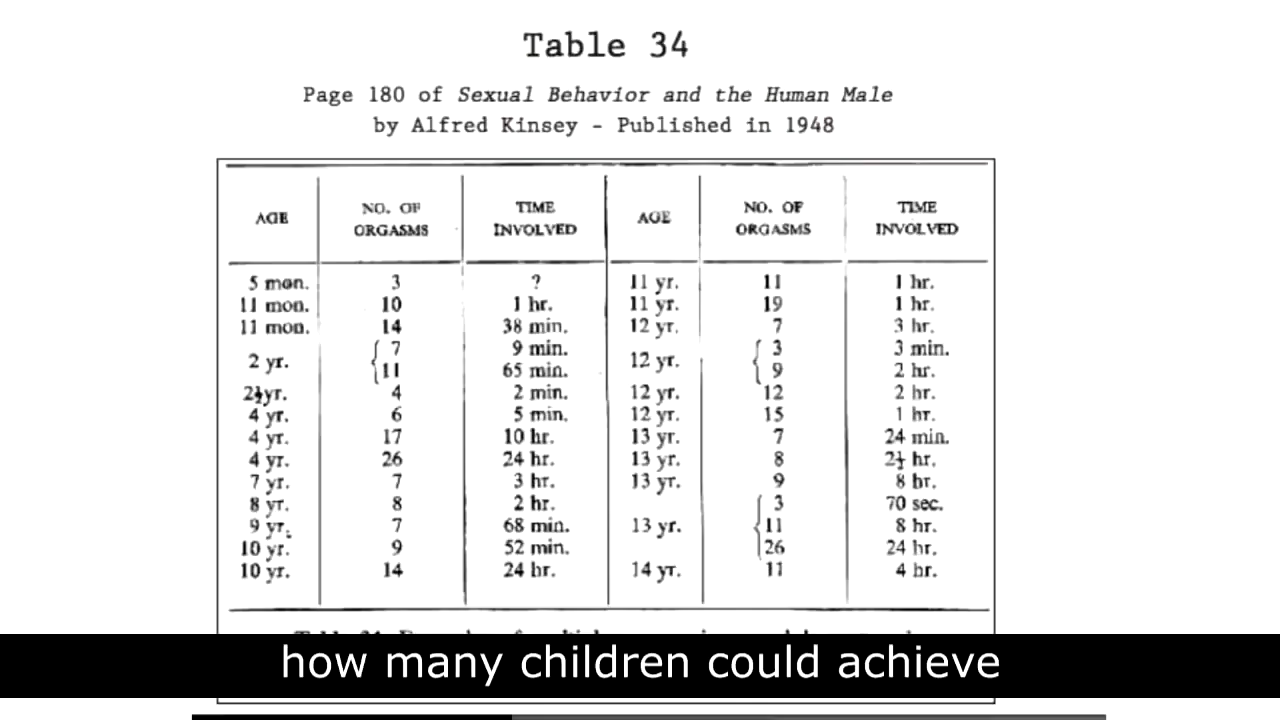 Table 34
Page 180 of Sexual Behavior and the Human Male
by Alfred Kinsey - Published in 1948
AGE NO. OF ORGASMS TIME INVOLVED AGE NO. OF ORGASMS TIME INVOLVED
5 mon. 3 ? 11 yr. 11 1 hr.
11 mon. 10 1 hr. 11 yr. 19 1 hr.
11 mon. 14 38 min. 12 yr. 7 3 hr.
2 yr. { 7 9 min. 12 yr. { 3 3 min.
11 65 min. 9 2 hr.
2½ yr. 4 2 min. 12 yr. 12 2 hr.
4 yr. 6 5 min. 12 yr. 15 1 hr.
4 yr. 17 10 hr. 13 yr. 7 24 min.
4 yr. 26 24 hr. 13 yr. 8 2½ hr.
7 yr. 7 3 hr. 13 yr. 9 8 hr.
8 yr. 8 2 hr. { 3 70 sec.
9 yr. 7 68 min. 13 yr. 11 8 hr.
10 yr. 9 52 min. 26 24 hr.
10 yr. 14 24 hr. 14 yr. 11 4 hr.
how many children could achieve